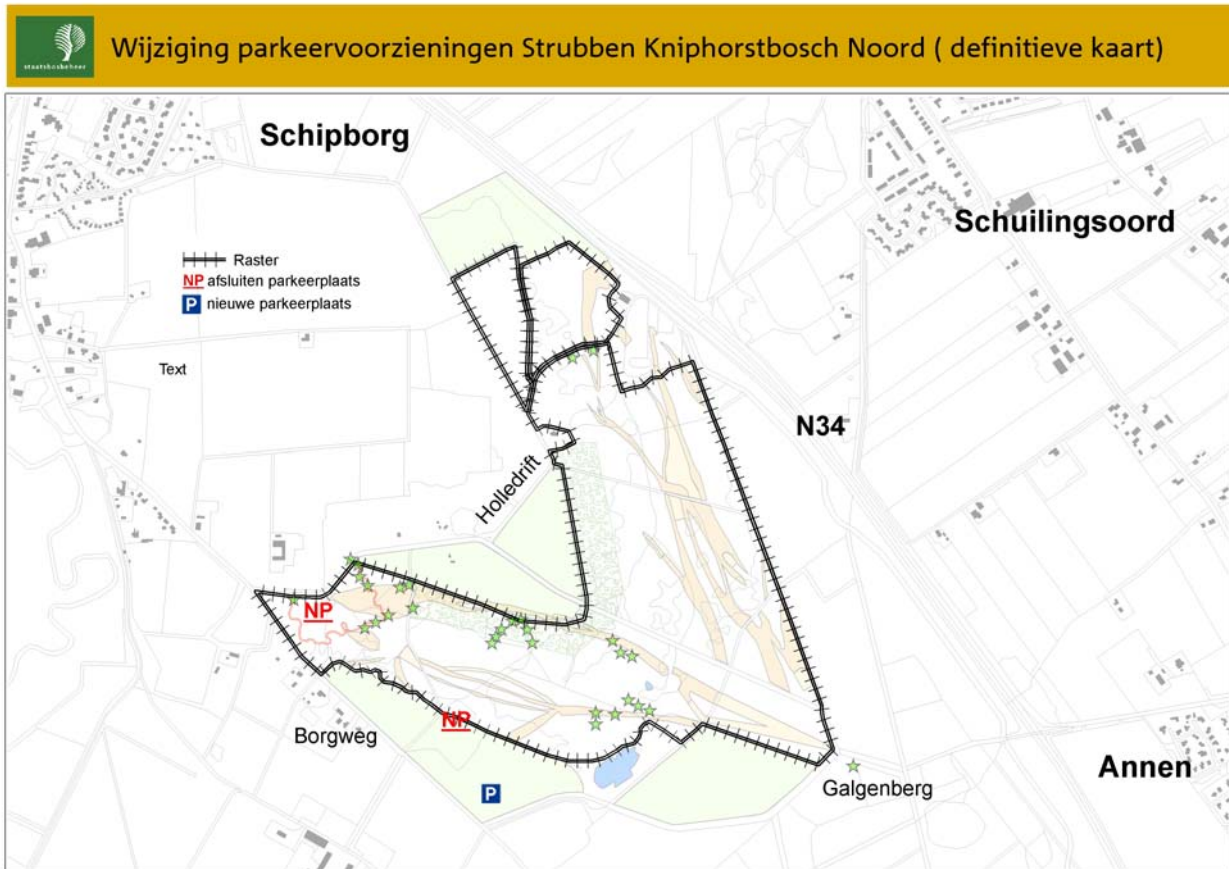 staatsbosbeheer
Wijziging parkeervoorzieningen Strubben Kniphorstbosch Noord ( definitieve kaart)
Schipborg
Schuilingsoord
Raster
NP afsluiten parkeerplaats
P nieuwe parkeerplaats
Text
N34
Holledrift
NP
NP
Borgweg
P
Galgenberg
Annen